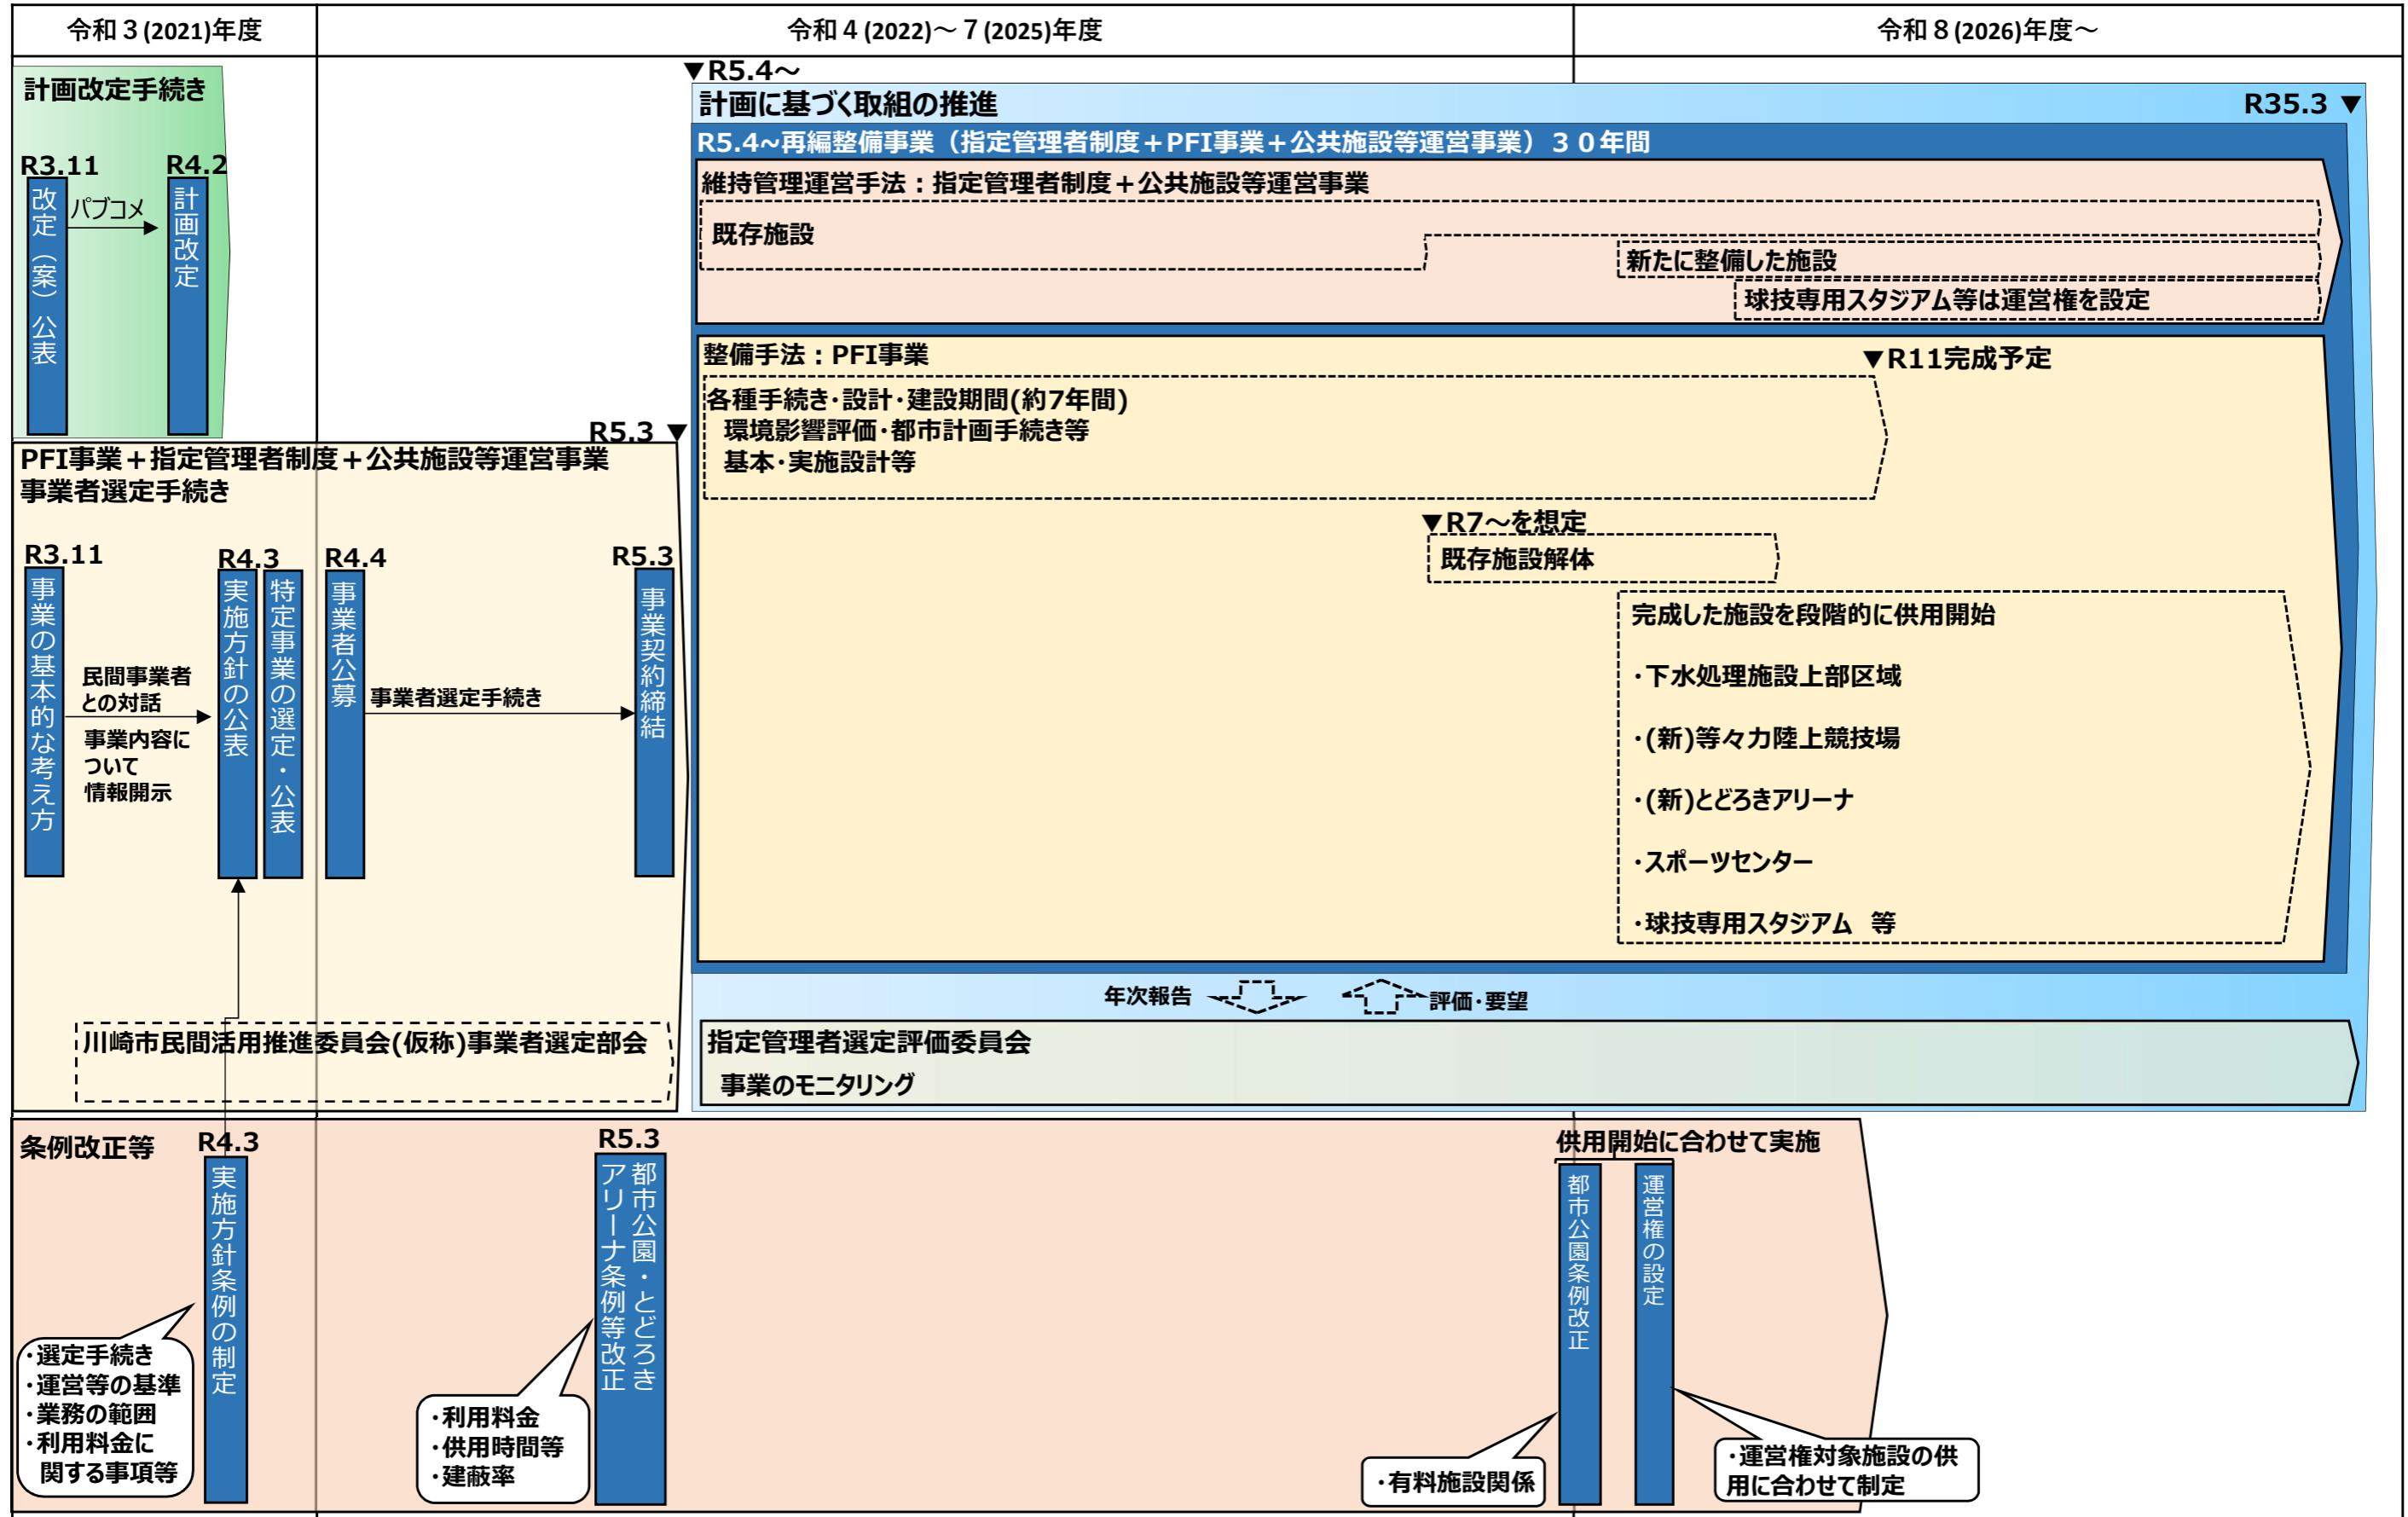 令和３(2021)年度
令和４(2022)～７(2025)年度
令和８(2026)年度～
計画改定手続き
R3.11
R4.2
改定（案）公表
パブコメ
計画改定
▼R5.4～
計画に基づく取組の推進
R35.3 ▼
R5.4~再編整備事業（指定管理者制度＋PFI事業＋公共施設等運営事業）３０年間
維持管理運営手法：指定管理者制度＋公共施設等運営事業
既存施設
新たに整備した施設
球技専用スタジアム等は運営権を設定
整備手法：PFI事業
▼R11完成予定
各種手続き・設計・建設期間(約7年間)
環境影響評価・都市計画手続き等
基本・実施設計等
▼R7～を想定
既存施設解体
完成した施設を段階的に供用開始
・下水処理施設上部区域
・(新)等々力陸上競技場
・(新)とどろきアリーナ
・スポーツセンター
・球技専用スタジアム 等
R5.3 ▼
PFI事業＋指定管理者制度＋公共施設等運営事業
事業者選定手続き
R3.11
R4.3
R4.4
R5.3
事業の基本的な考え方
民間事業者
との対話
事業内容に
ついて
情報開示
実施方針の公表
特定事業の選定・公表
事業者公募
事業者選定手続き
事業契約締結
川崎市民間活用推進委員会(仮称)事業者選定部会
年次報告
評価・要望
指定管理者選定評価委員会
事業のモニタリング
条例改正等
R4.3
実施方針条例の制定
・選定手続き
・運営等の基準
・業務の範囲
・利用料金に
関する事項等
R5.3
都市公園・とどろき
アリーナ条例等改正
・利用料金
・供用時間等
・建蔽率
供用開始に合わせて実施
都市公園条例改正
運営権の設定
・有料施設関係
・運営権対象施設の供
用に合わせて制定